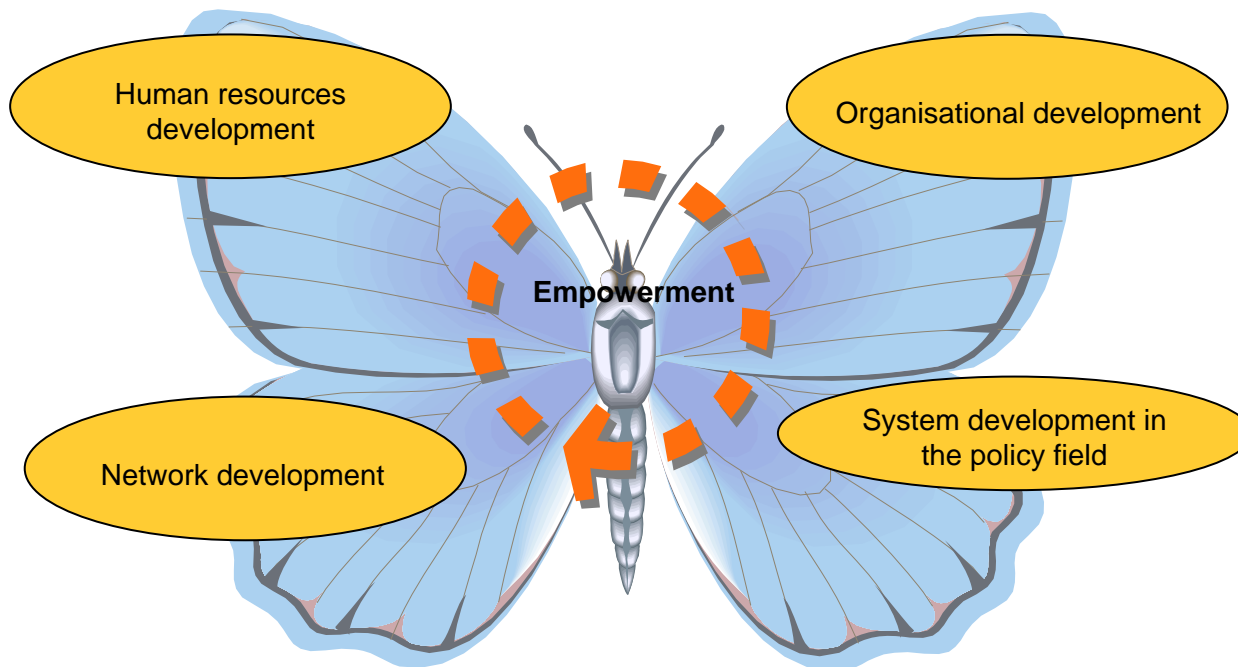 Human resources
development
Organisational development
Empowerment
Network development
System development in
the policy field